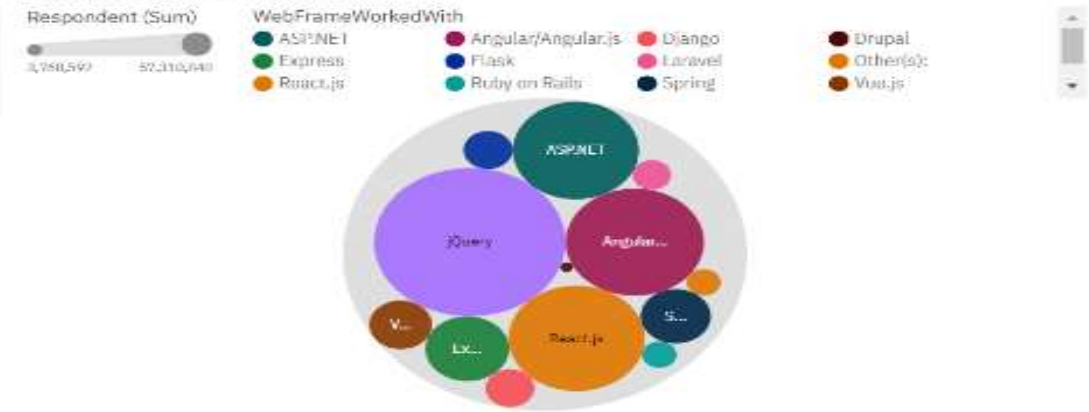 Respondent (Sum)
WebFrameWorkedWith
ASP.NET Angular/Angular.js Django Drupal
Express Flask Laravel Other(s):
React.js Ruby on Rails Spring Vue.js
ASP.NET
jQuery
Angular...
S...
V...
Ex...
React.js